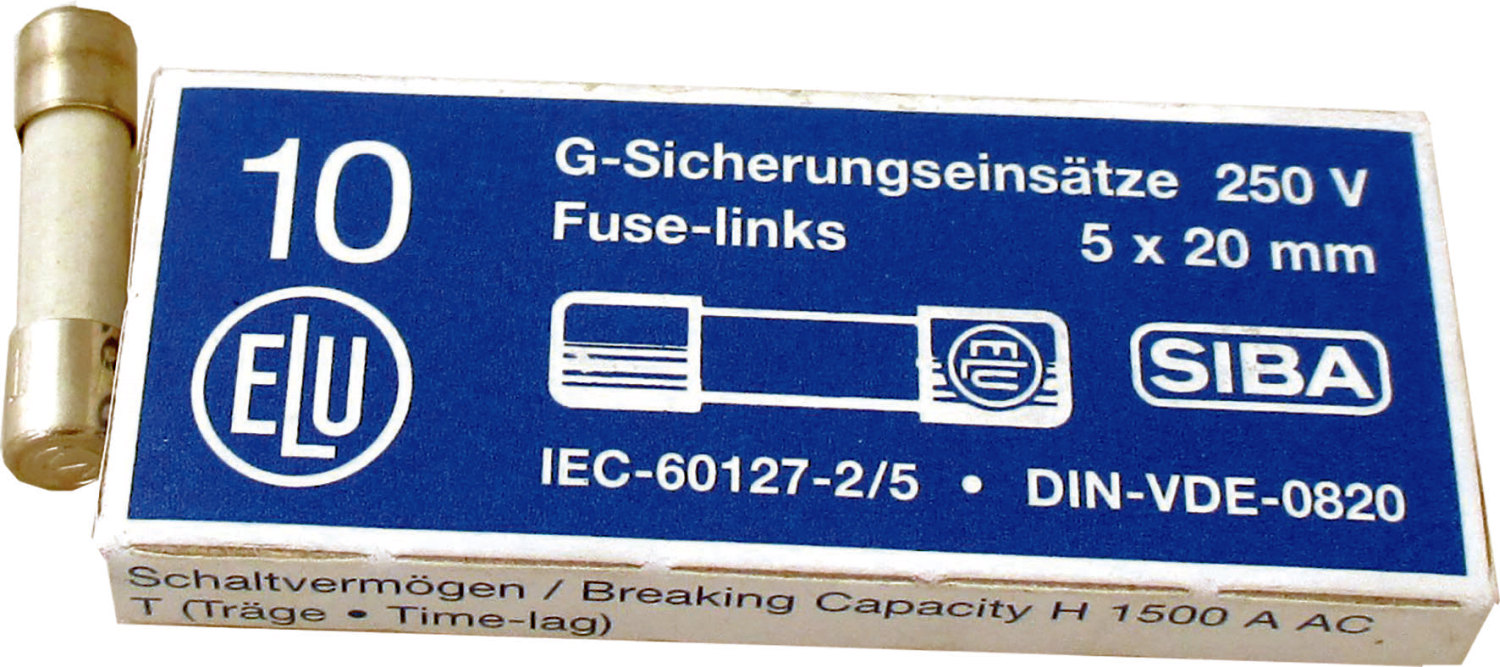 10
G-Sicherungseinsätze 250 V
Fuse-links 5 x 20 mm
ELU
ELU
SIBA
IEC-60127-2/5 • DIN-VDE-0820
Schaltvermögen / Breaking Capacity H 1500 A AC
T (Träge • Time-lag)